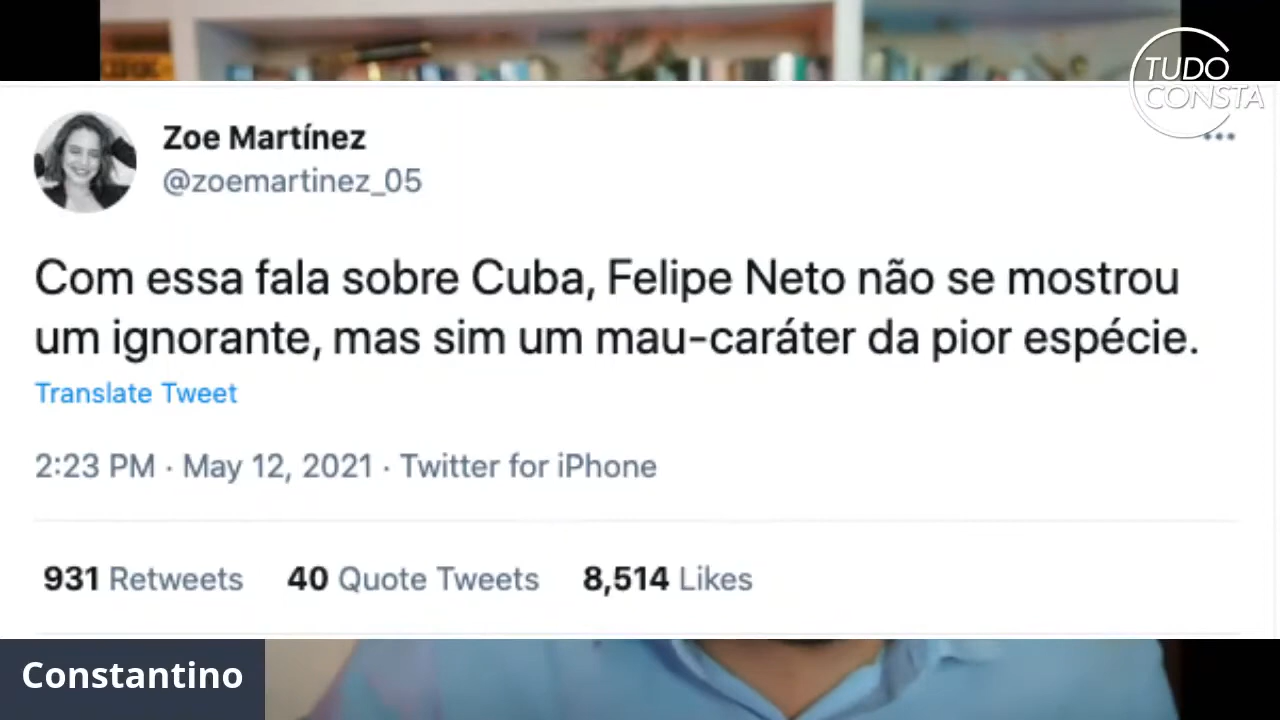 TUDO
CONSTA
Zoe Martínez
@zoemartinez_05
Com essa fala sobre Cuba, Felipe Neto não se mostrou
um ignorante, mas sim um mau-caráter da pior espécie.
Translate Tweet
2:23 PM · May 12, 2021 · Twitter for iPhone
931 Retweets 40 Quote Tweets 8,514 Likes
Constantino